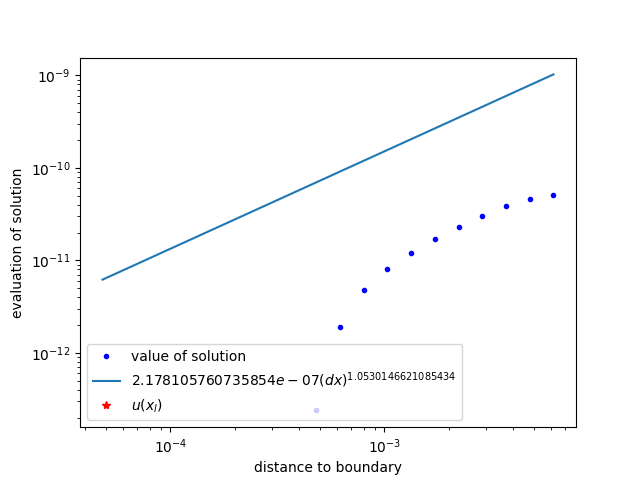 10⁻⁹
10⁻¹⁰
10⁻¹¹
10⁻¹²
evaluation of solution
value of solution
2.178105760735854e − 07(dx)^1.0530146621085434
u(x_l)
10⁻⁴
10⁻³
distance to boundary